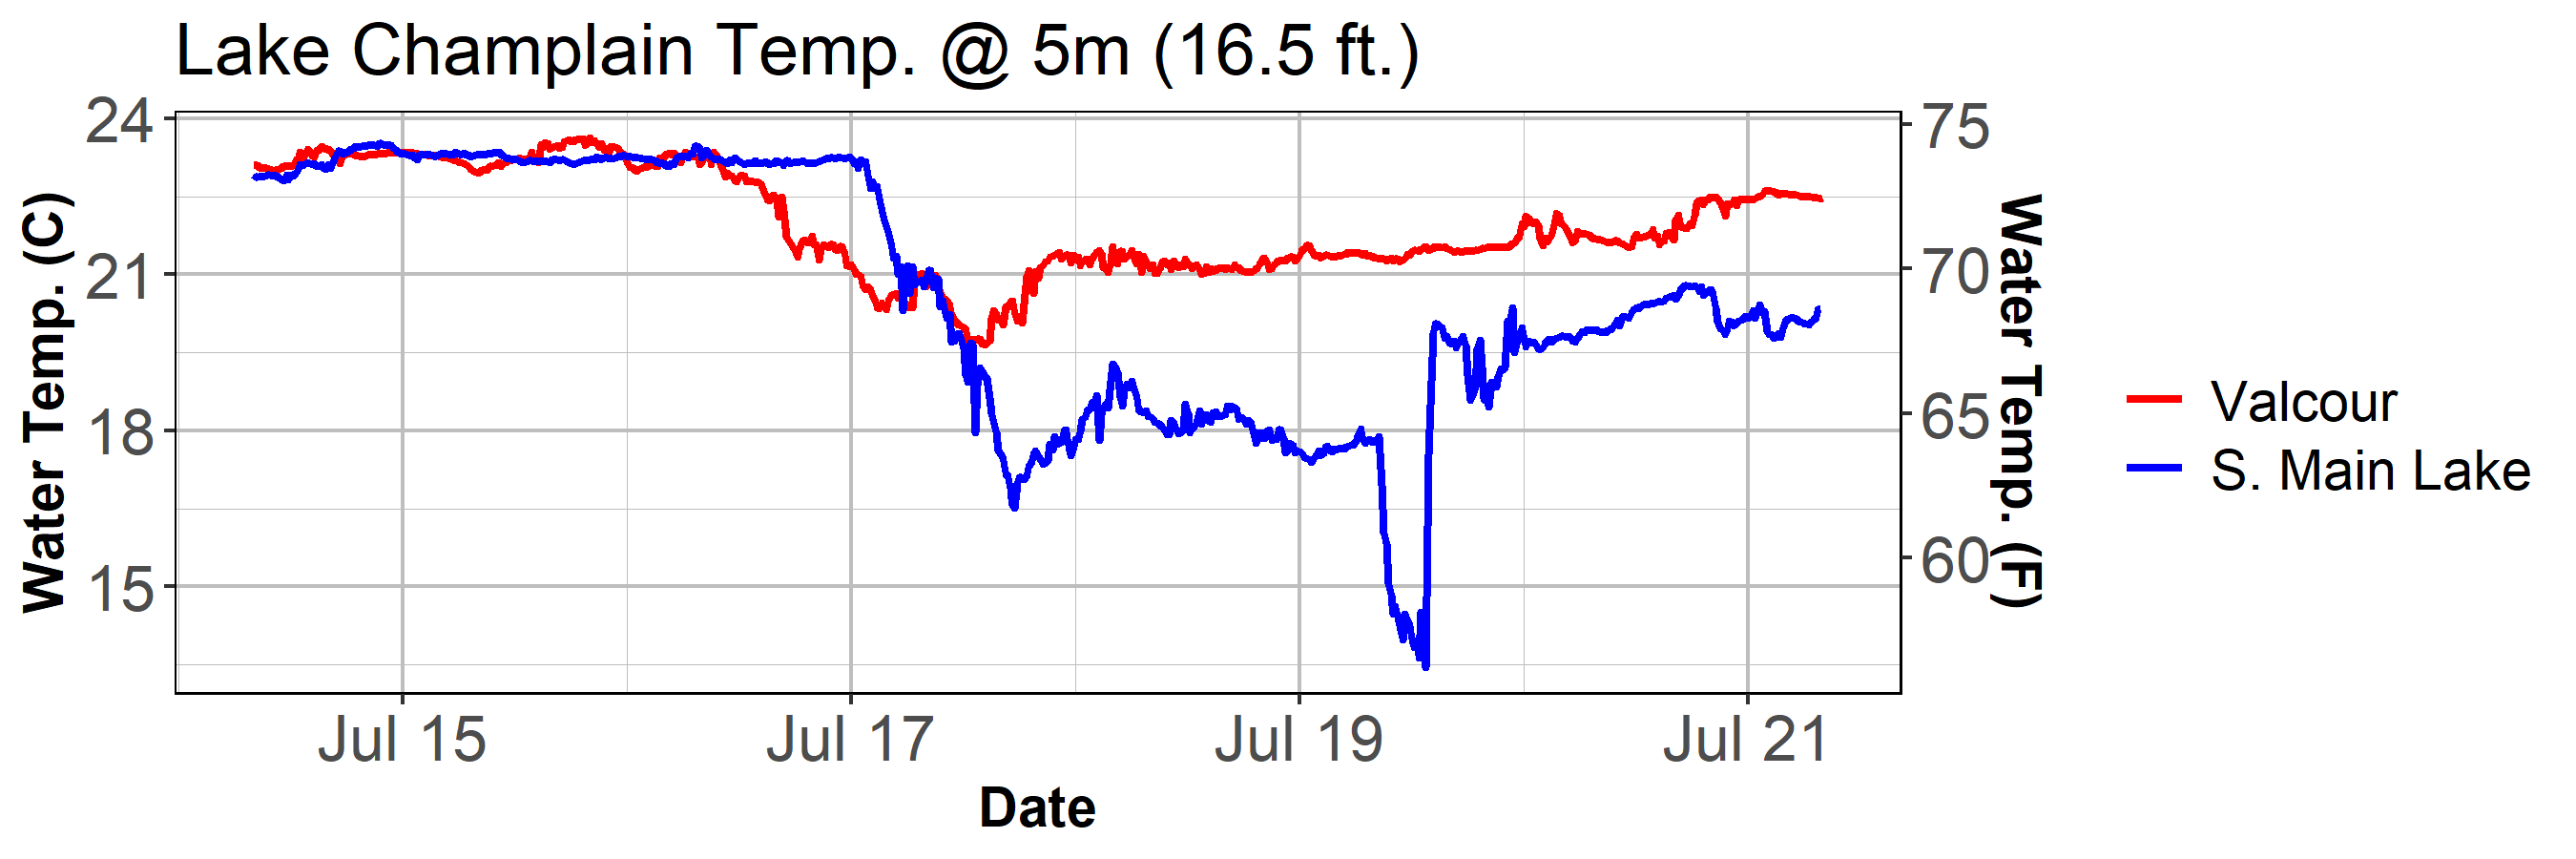 Lake Champlain Temp. @ 5m (16.5 ft.)
Water Temp. (C)
24
21
18
15
75
70
65
60
Water Temp. (F)
Jul 15
Jul 17
Jul 19
Jul 21
Date
Valcour
S. Main Lake